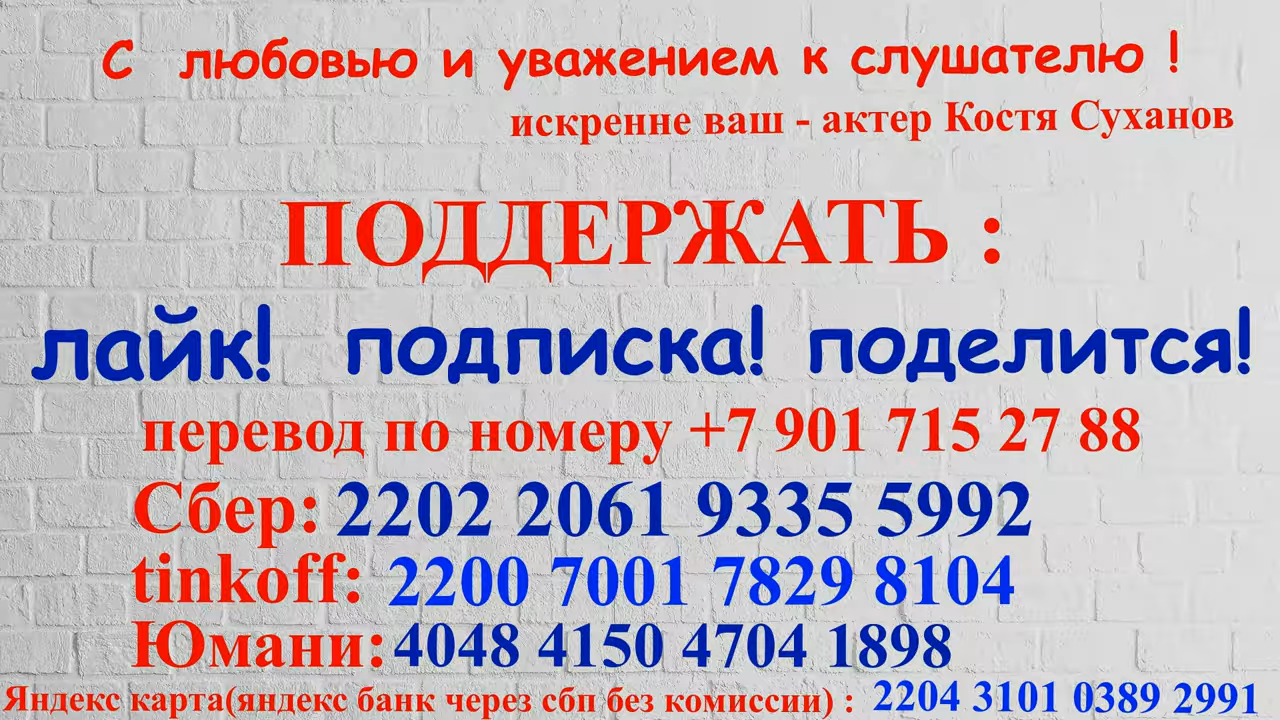 С любовью и уважением к слушателю !
искренне ваш - актер Костя Суханов
ПОДДЕРЖАТЬ :
лайк! подписка! поделится!
перевод по номеру +7 901 715 27 88
Сбер: 2202 2061 9335 5992
tinkoff: 2200 7001 7829 8104
Юмани: 4048 4150 4704 1898
Яндекс карта(яндекс банк через сбп без комиссии) : 2204 3101 0389 2991